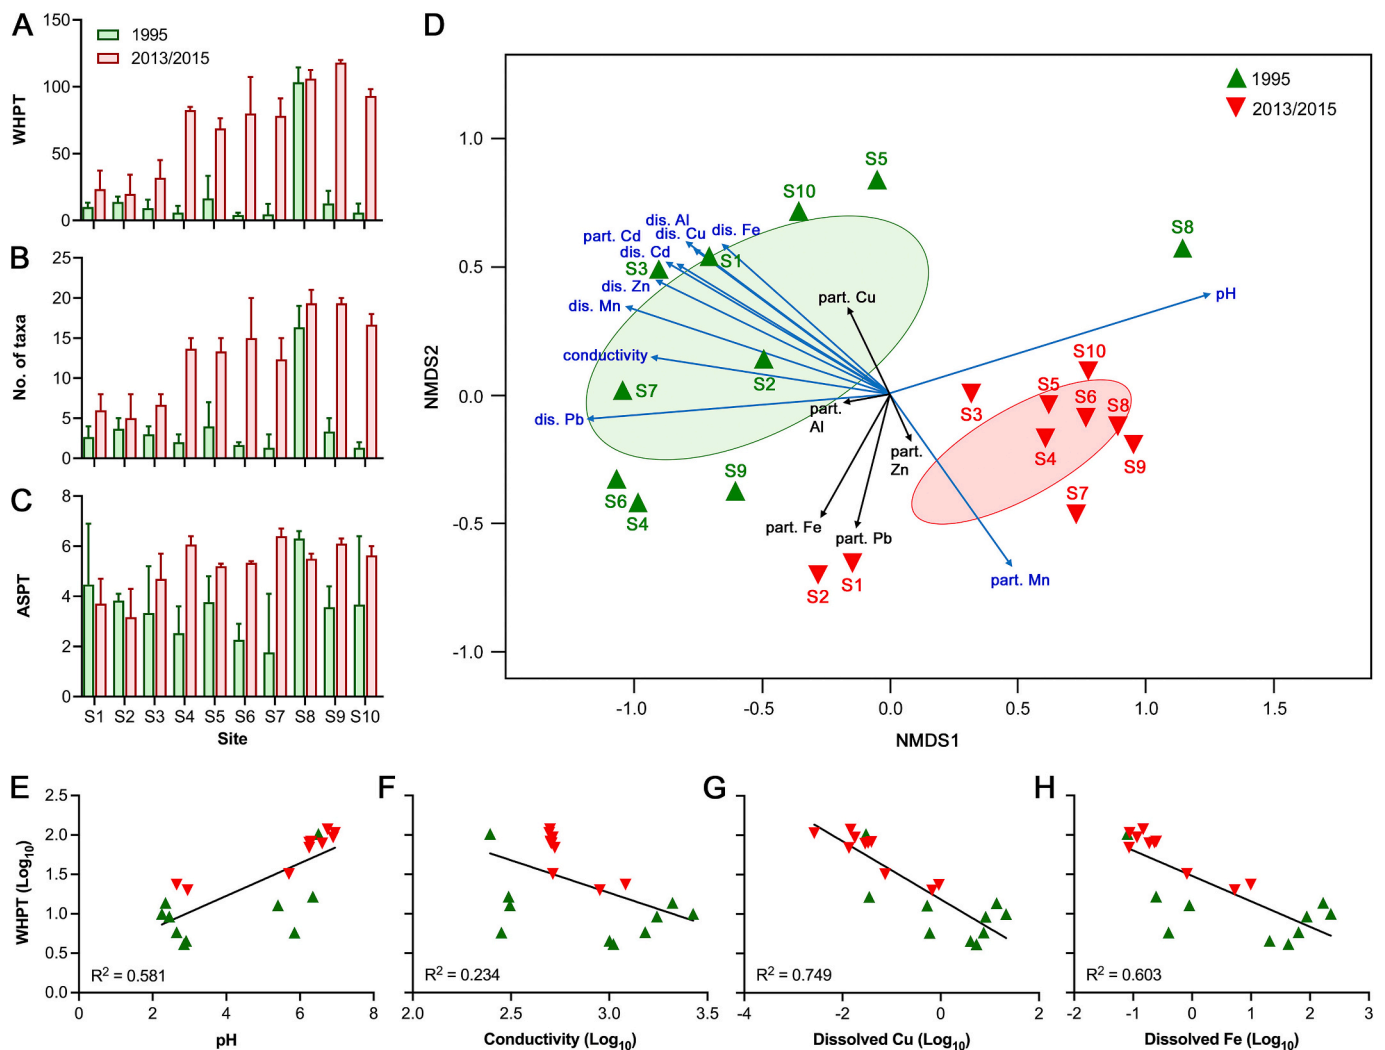 A
WHPT
150
100
50
0
1995
2013/2015
B
No. of taxa
25
20
15
10
5
0
C
ASPT
8
6
4
2
0
S1 S2 S3 S4 S5 S6 S7 S8 S9 S10
Site
D
NMDS2
1.0
0.5
0.0
-0.5
-1.0
1995
2013/2015
S5
S10
S8
dis. Al
part. Cd dis. Cu dis. Fe
dis. Cd
S3 S1
dis. Zn
dis. Mn
part. Cu
pH
conductivity
S2
S7
dis. Pb
part.
Al
S10
S5
S6
S3
S8
S4
S9
part.
Zn
S9
S6
S4
S7
part. Fe
part. Pb
S2
S1
part. Mn
-1.0 -0.5 0.0 0.5 1.0 1.5
NMDS1
E
WHPT (Log10)
2.5
2.0
1.5
1.0
0.5
0.0
R2 = 0.581
0 2 4 6 8
pH
F
R2 = 0.234
2.0 2.5 3.0 3.5
Conductivity (Log10)
G
R2 = 0.749
-4 -2 0 2
Dissolved Cu (Log10)
H
R2 = 0.603
-2 -1 0 1 2 3
Dissolved Fe (Log10)